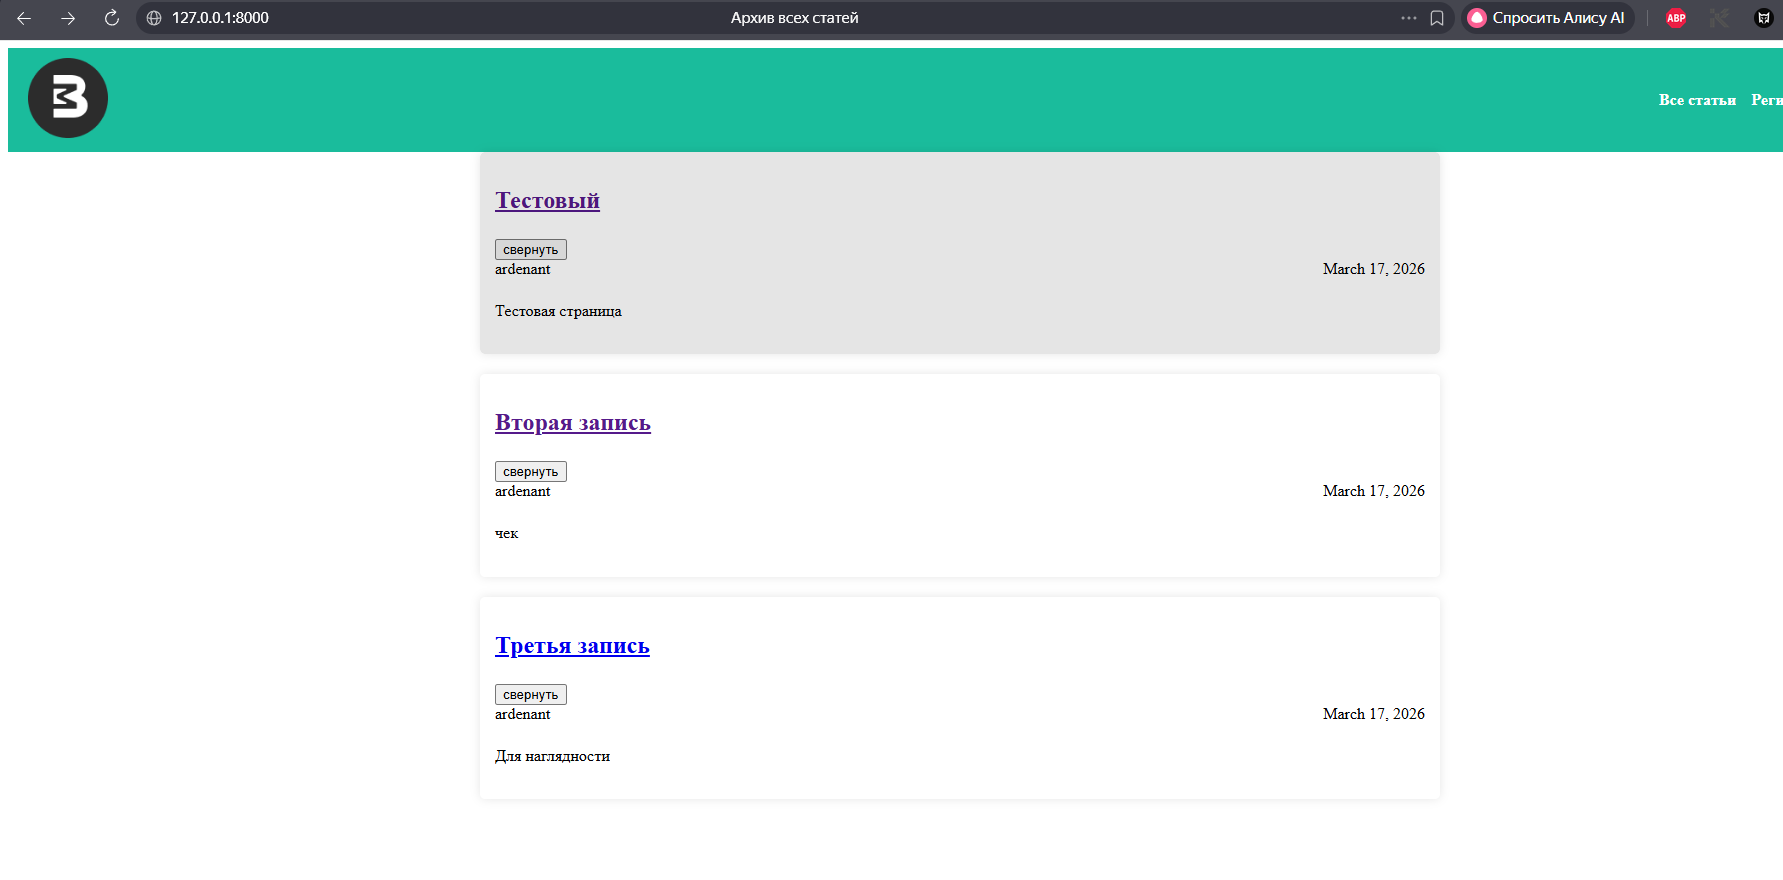 127.0.0.1:8000 Архив всех статей Спросить Алису AI ABP
Все статьи Реги
Тестовый
свернуть
ardenant March 17, 2026
Тестовая страница
Вторая запись
свернуть
ardenant March 17, 2026
чек
Третья запись
свернуть
ardenant March 17, 2026
Для наглядности